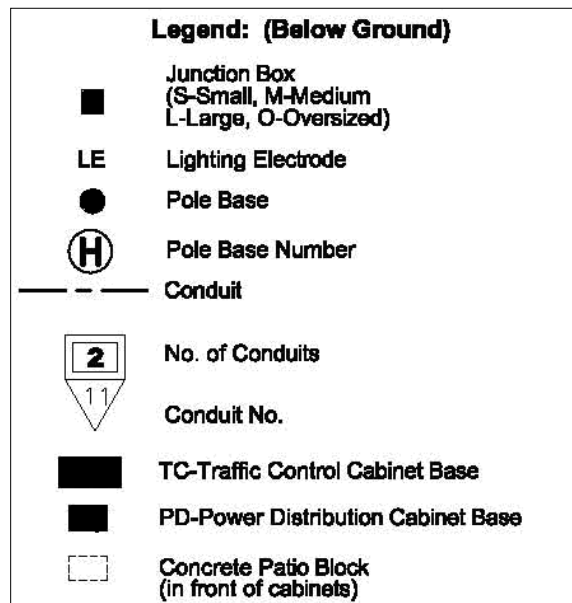 Legend: (Below Ground)
Junction Box
(S-Small, M-Medium
L-Large, O-Oversized)
LE Lighting Electrode
Pole Base
H Pole Base Number
Conduit
2 No. of Conduits
11
Conduit No.
TC-Traffic Control Cabinet Base
PD-Power Distribution Cabinet Base
Concrete Patio Block
(in front of cabinets)